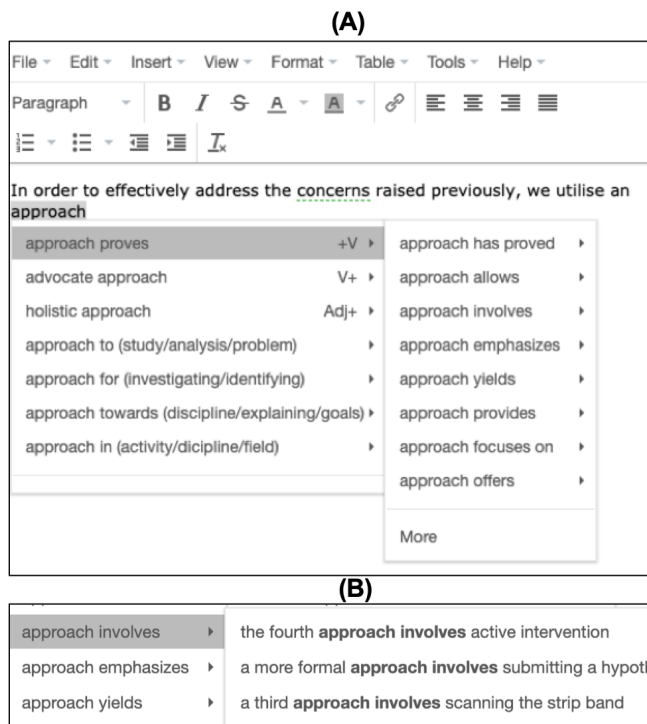 (A)
File Edit Insert View Format Table Tools Help
Paragraph B I S A A
In order to effectively address the concerns raised previously, we utilise an
approach
approach proves +V
advocate approach V+
holistic approach Adj+
approach to (study/analysis/problem)
approach for (investigating/identifying)
approach towards (discipline/explaining/goals)
approach in (activity/dicipline/field)
approach has proved
approach allows
approach involves
approach emphasizes
approach yields
approach provides
approach focuses on
approach offers
More
(B)
approach involves the fourth approach involves active intervention
approach emphasizes a more formal approach involves submitting a hypoth
approach yields a third approach involves scanning the strip band